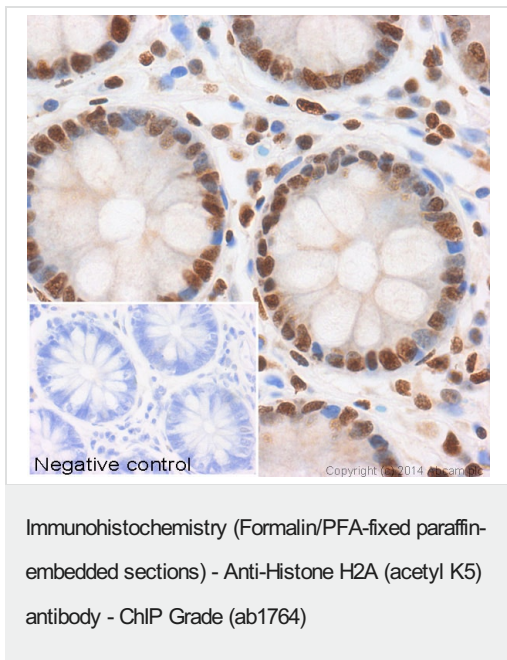 Negative control
Copyright (c) 2014 Abcam plc
Immunohistochemistry (Formalin/PFA-fixed paraffin-
embedded sections) - Anti-Histone H2A (acetyl K5)
antibody - ChIP Grade (ab1764)